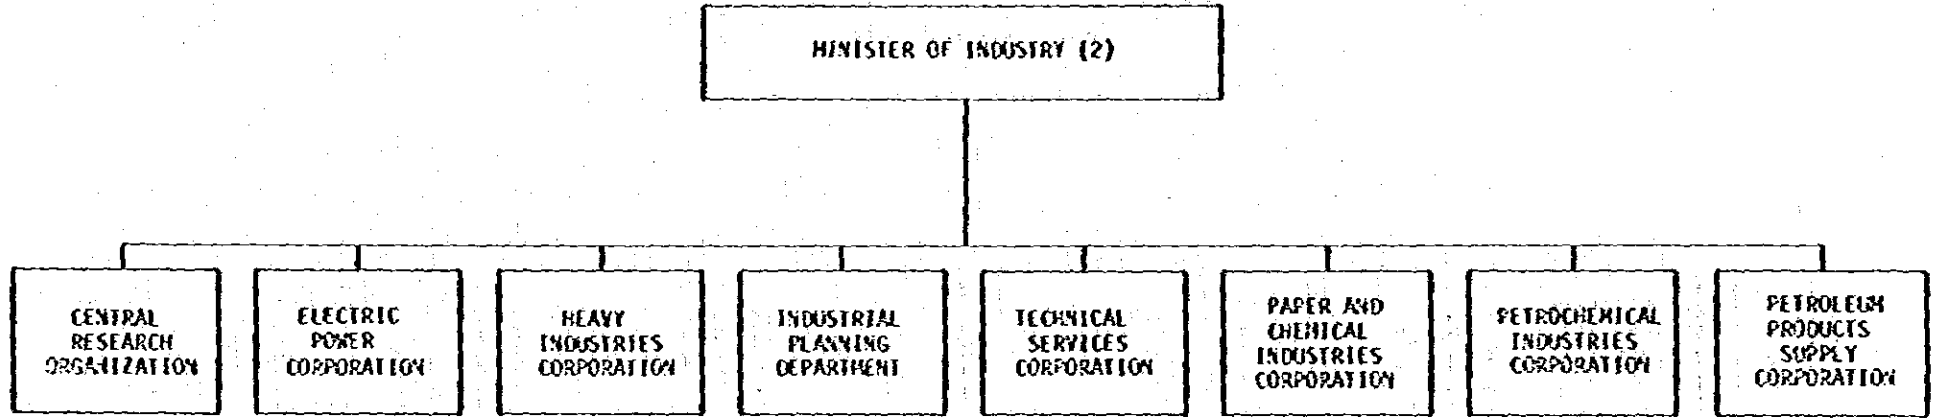 MINISTER OF INDUSTRY (2)
CENTRAL
RESEARCH
ORGANIZATION
ELECTRIC
POWER
CORPORATION
HEAVY
INDUSTRIES
CORPORATION
INDUSTRIAL
PLANNING
DEPARTMENT
TECHNICAL
SERVICES
CORPORATION
PAPER AND
CHEMICAL
INDUSTRIES
CORPORATION
PETROCHEMICAL
INDUSTRIES
CORPORATION
PETROLEUM
PRODUCTS
SUPPLY
CORPORATION